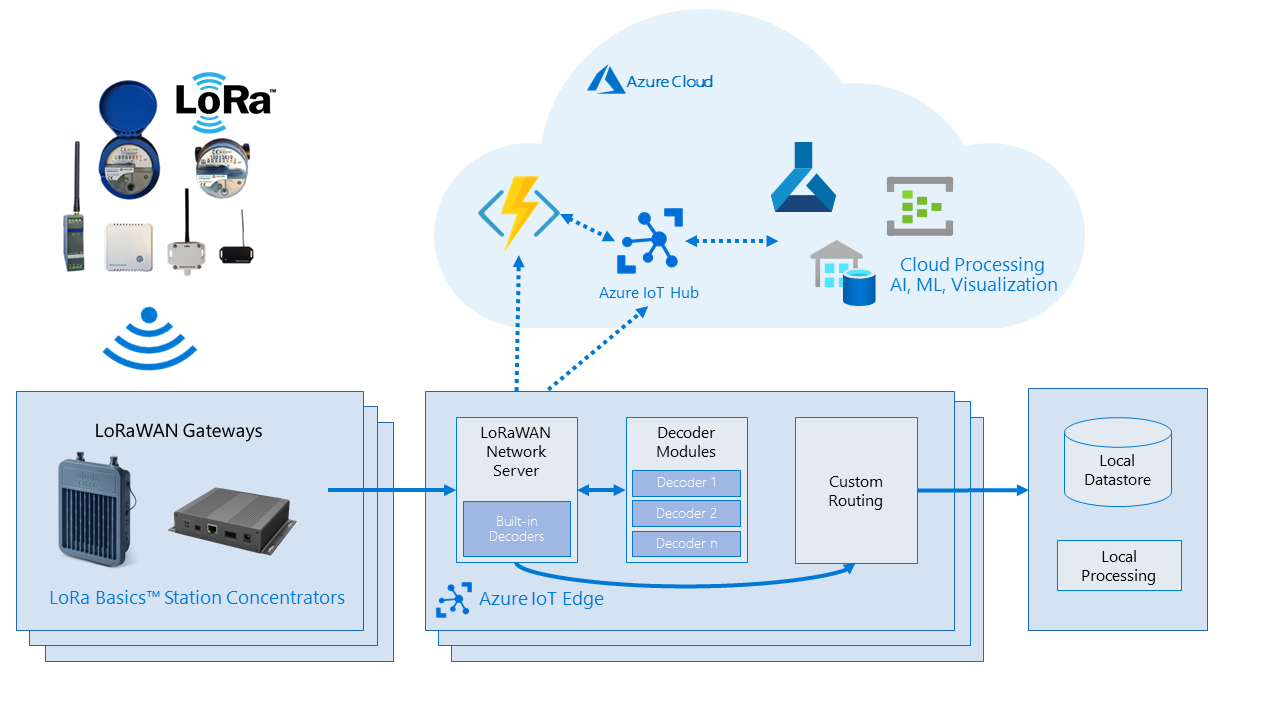 LoRa™
Azure Cloud
Azure IoT Hub
Cloud Processing
AI, ML, Visualization
LoRaWAN Gateways
LoRa Basics™ Station Concentrators
LoRaWAN
Network
Server
Built-in
Decoders
Decoder
Modules
Decoder 1
Decoder 2
Decoder n
Custom
Routing
Azure IoT Edge
Local
Datastore
Local
Processing